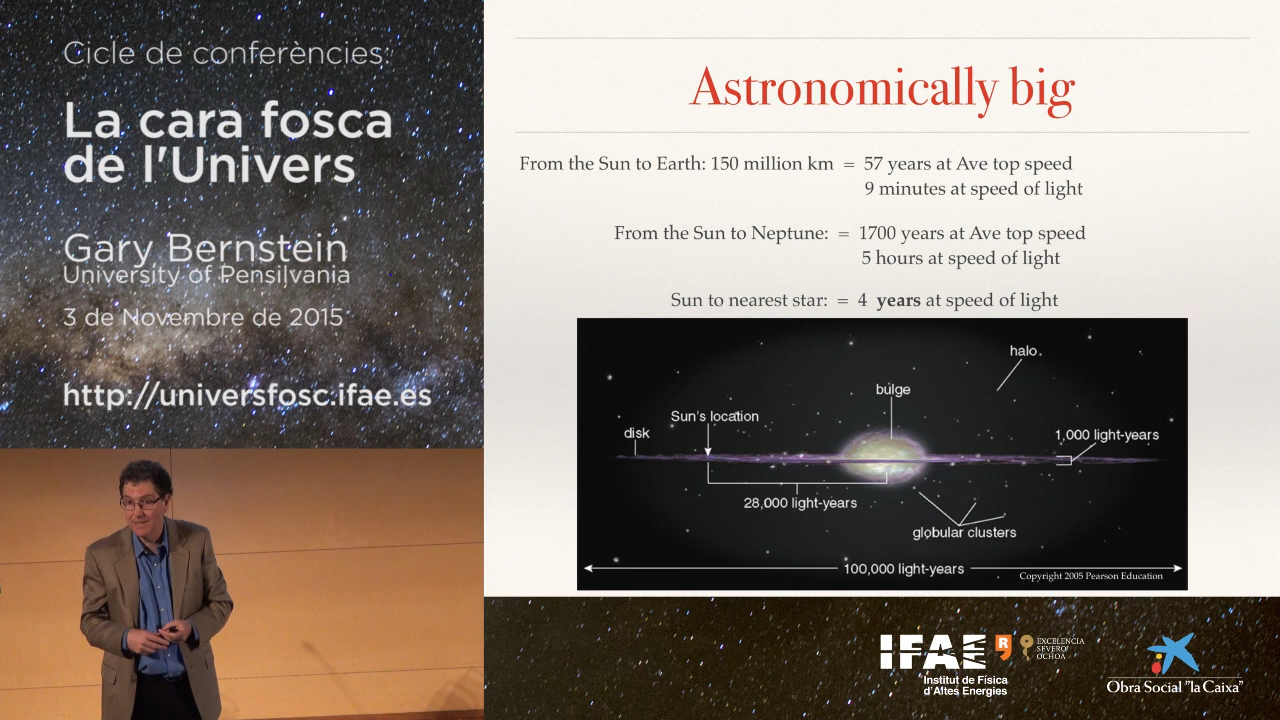 Cicle de conferències:
La cara fosca
de l'Univers
Gary Bernstein
University of Pensilvania
3 de Novembre de 2015
http://universfosc.ifae.es
Astronomically big
From the Sun to Earth: 150 million km = 57 years at Ave top speed
9 minutes at speed of light
From the Sun to Neptune: = 1700 years at Ave top speed
5 hours at speed of light
Sun to nearest star: = 4 years at speed of light
halo
bulge
Sun's location
disk
1,000 light-years
28,000 light-years
globular clusters
100,000 light-years
Copyright 2005 Pearson Education
IFAE
Institut de Física
d'Altes Energies
R
EXCELENCIA
SEVERO
OCHOA
Obra Social "la Caixa"